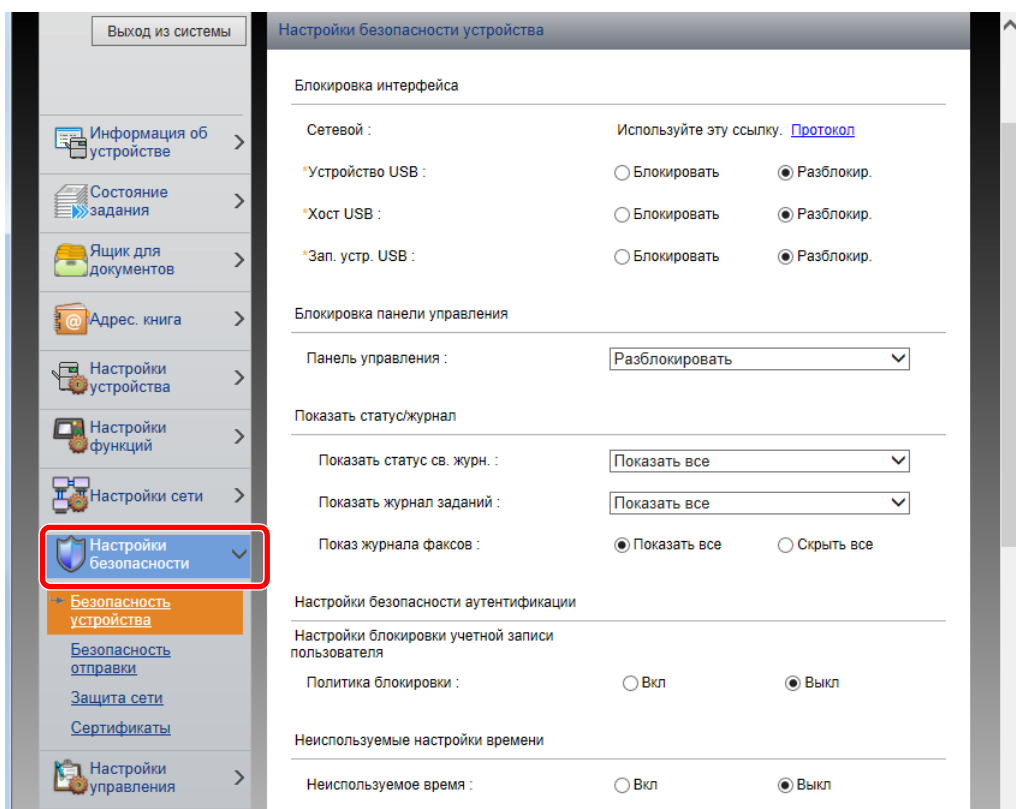 Выход из системы
Информация об
устройстве
Состояние
задания
Ящик для
документов
Адрес. книга
Настройки
устройства
Настройки
функций
Настройки сети
Настройки
безопасности
Безопасность
устройства
Безопасность
отправки
Защита сети
Сертификаты
Настройки
управления
Настройки безопасности устройства
Блокировка интерфейса
Сетевой : Используйте эту ссылку. Протокол
*Устройство USB : Блокировать Разблокир.
*Хост USB : Блокировать Разблокир.
*Зап. устр. USB : Блокировать Разблокир.
Блокировка панели управления
Панель управления : Разблокировать
Показать статус/журнал
Показать статус св. журн. : Показать все
Показать журнал заданий : Показать все
Показ журнала факсов : Показать все Скрыть все
Настройки безопасности аутентификации
Настройки блокировки учетной записи
пользователя
Политика блокировки : Вкл Выкл
Неиспользуемые настройки времени
Неиспользуемое время : Вкл Выкл